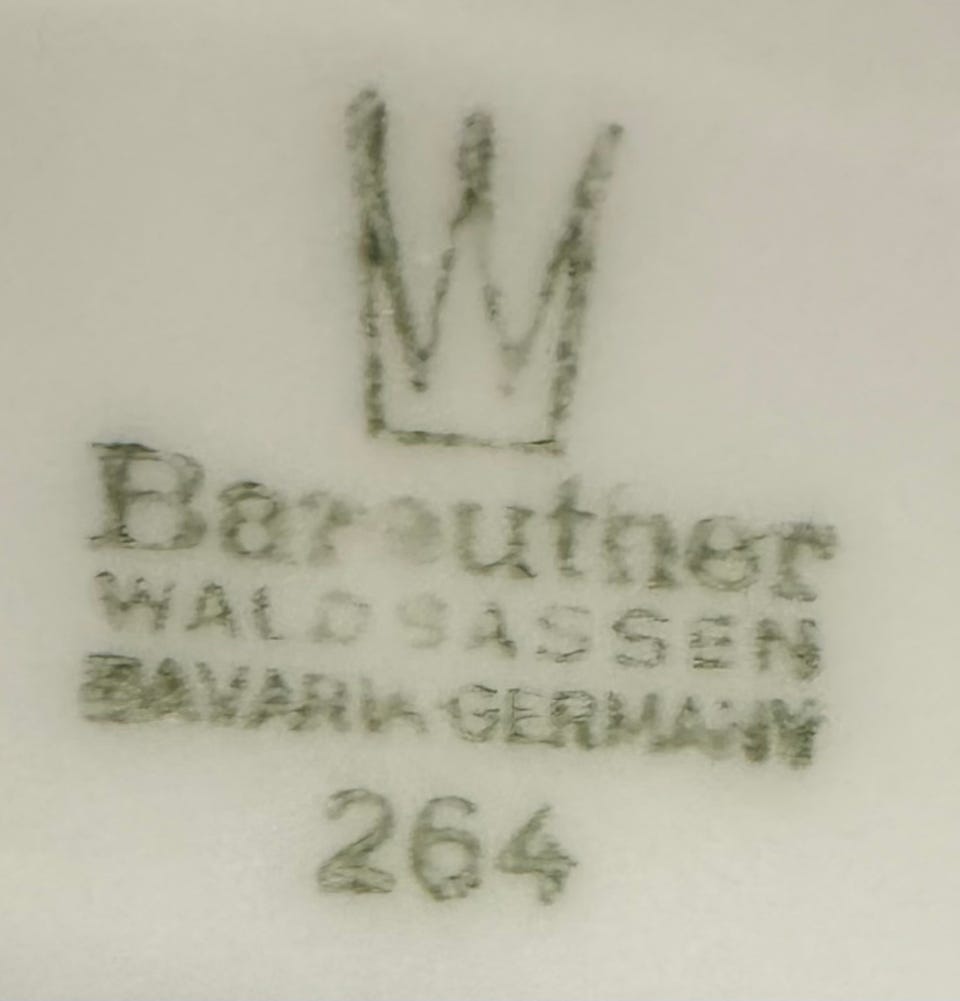 Bareuther
WALDSASSEN
BAVARIA GERMANY
264